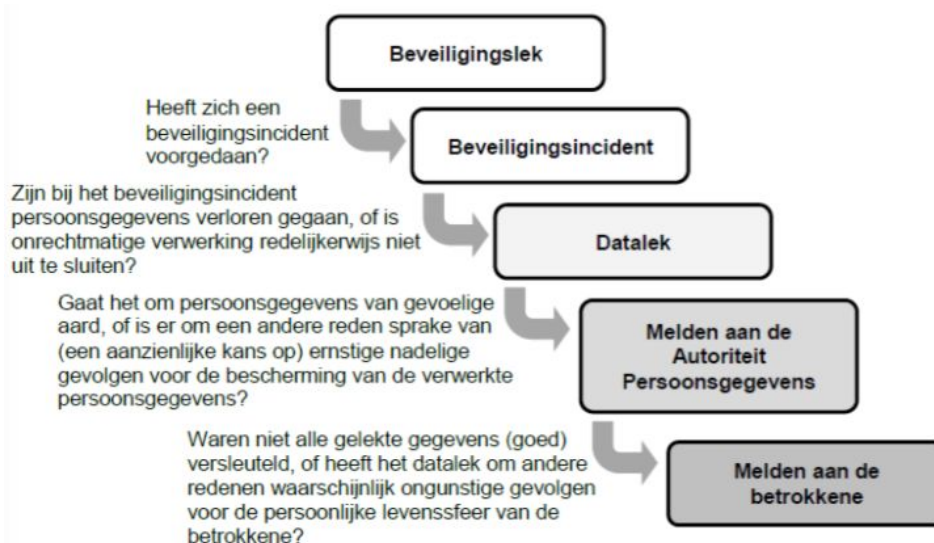 Beveiligingslek
Heeft zich een
beveiligingsincident
voorgedaan?
Beveiligingsincident
Zijn bij het beveiligingsincident
persoonsgegevens verloren gegaan, of is
onrechtmatige verwerking redelijkerwijs niet
uit te sluiten?
Datalek
Gaat het om persoonsgegevens van gevoelige
aard, of is er om een andere reden sprake van
(een aanzienlijke kans op) ernstige nadelige
gevolgen voor de bescherming van de verwerkte
persoonsgegevens?
Melden aan de
Autoriteit
Persoonsgegevens
Waren niet alle gelekte gegevens (goed)
versleuteld, of heeft het datalek om andere
redenen waarschijnlijk ongunstige gevolgen
voor de persoonlijke levenssfeer van de
betrokkene?
Melden aan de
betrokkene